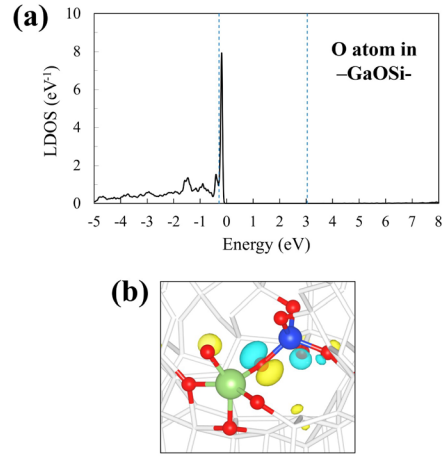 (a)
10
8
6
4
2
0
LDOS (eV-1)
O atom in
–GaOSi-
-5 -4 -3 -2 -1 0 1 2 3 4 5 6 7 8
Energy (eV)
(b)